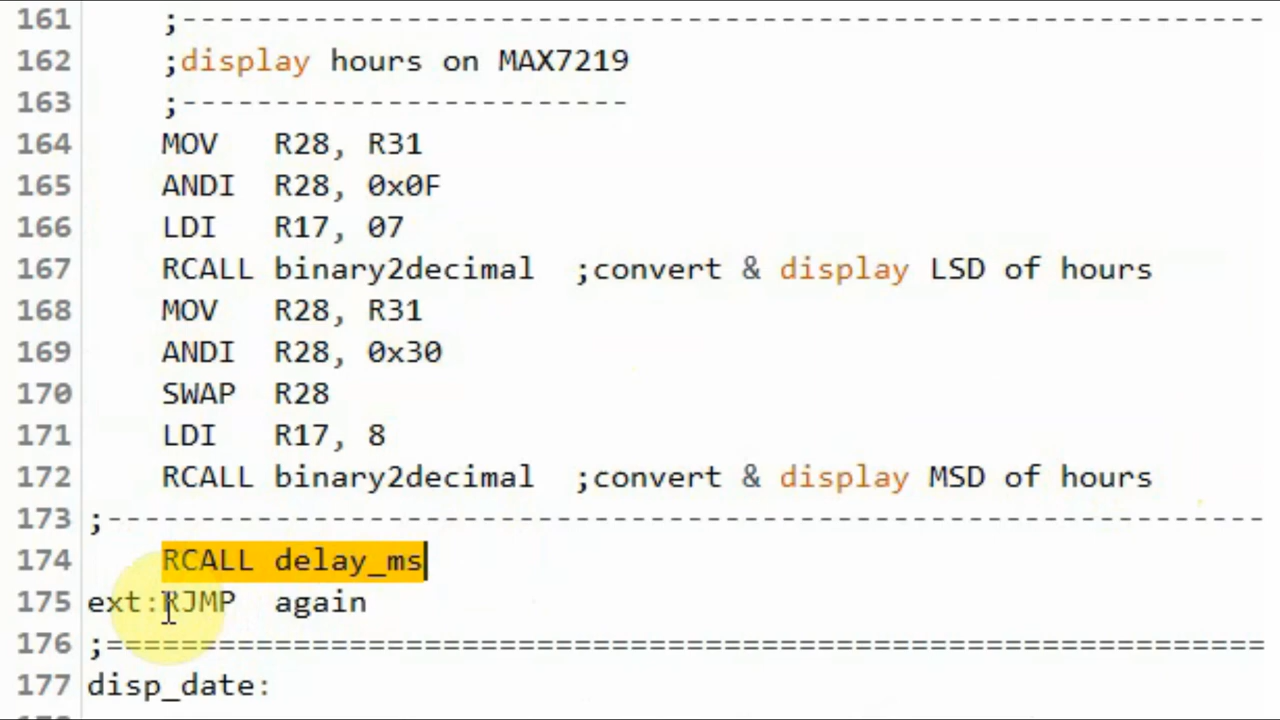 161 ;----------------------------------------------------------
162 ;display hours on MAX7219
163 ;------------------------
164 MOV R28, R31
165 ANDI R28, 0x0F
166 LDI R17, 07
167 RCALL binary2decimal ;convert & display LSD of hours
168 MOV R28, R31
169 ANDI R28, 0x30
170 SWAP R28
171 LDI R17, 8
172 RCALL binary2decimal ;convert & display MSD of hours
173 ;--------------------------------------------------------------
174 RCALL delay_ms
175 ext:RJMP again
176 ;==============================================================
177 disp_date: